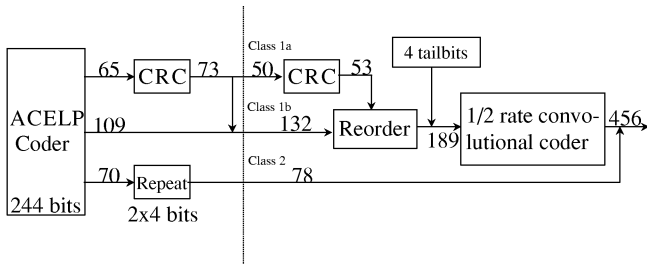 Class 1a
4 tailbits
65
CRC
73
50
CRC
53
ACELP
Coder
109
Class 1b
132
Reorder
189
1/2 rate convo-
lutional coder
456
Class 2
70
Repeat
78
244 bits
2x4 bits